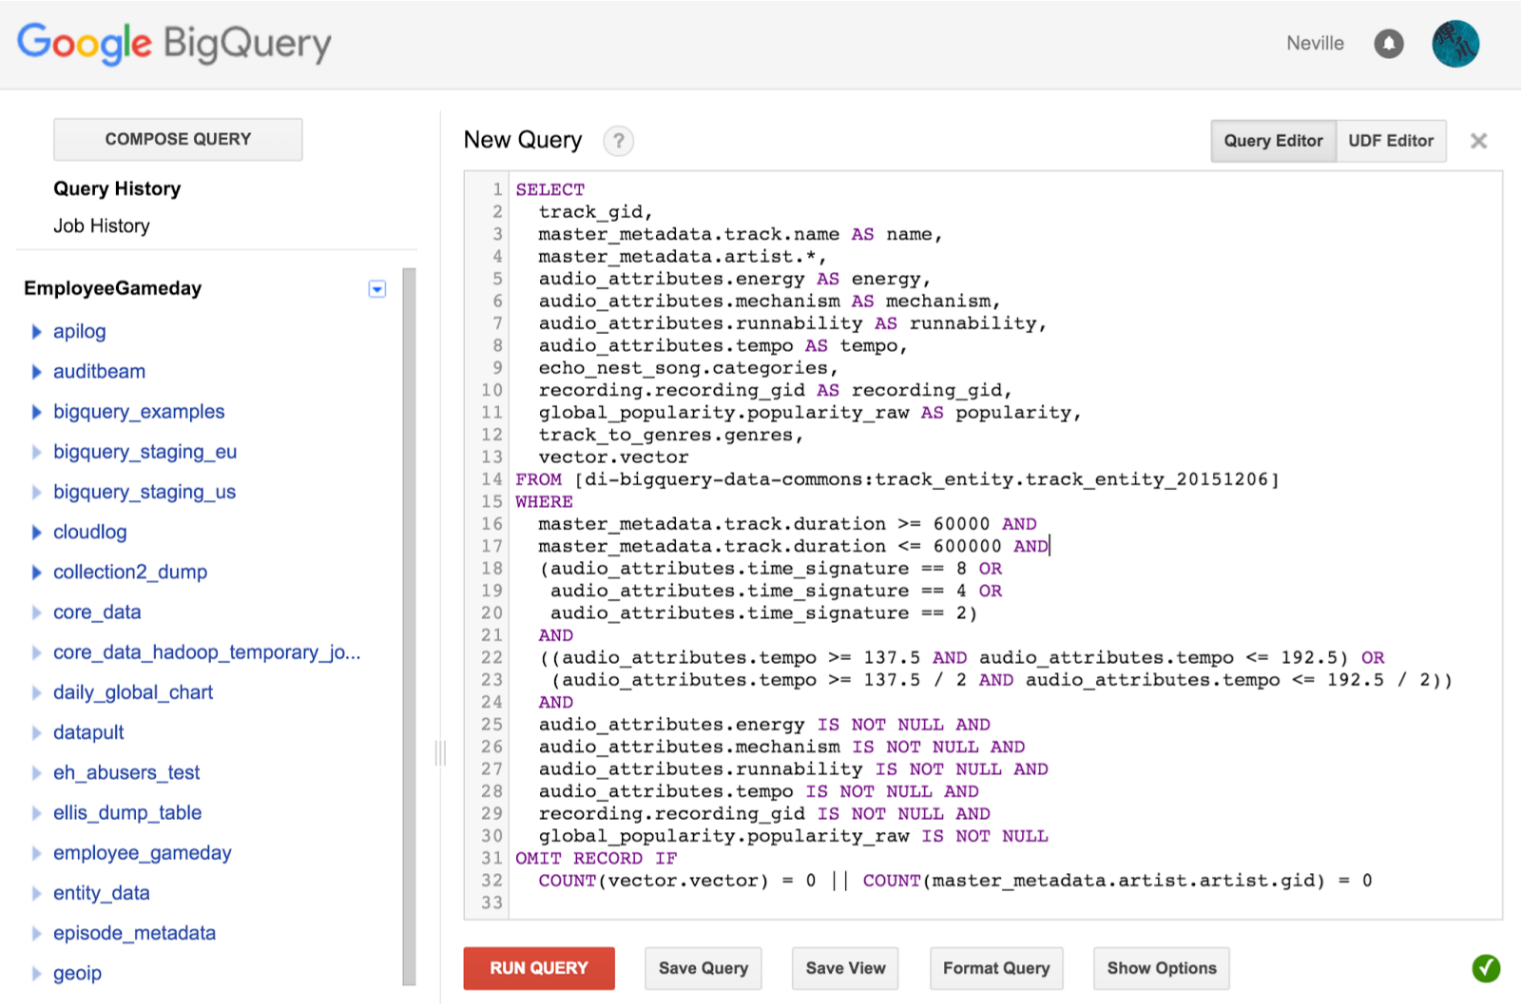 Google BigQuery
Neville
COMPOSE QUERY
Query History
Job History
EmployeeGameday
apilog
auditbeam
bigquery_examples
bigquery_staging_eu
bigquery_staging_us
cloudlog
collection2_dump
core_data
core_data_hadoop_temporary_jo...
daily_global_chart
datapult
eh_abusers_test
ellis_dump_table
employee_gameday
entity_data
episode_metadata
geoip
New Query ?
Query Editor UDF Editor
1 SELECT
2 track_gid,
3 master_metadata.track.name AS name,
4 master_metadata.artist.*,
5 audio_attributes.energy AS energy,
6 audio_attributes.mechanism AS mechanism,
7 audio_attributes.runnability AS runnability,
8 audio_attributes.tempo AS tempo,
9 echo_nest_song.categories,
10 recording.recording_gid AS recording_gid,
11 global_popularity.popularity_raw AS popularity,
12 track_to_genres.genres,
13 vector.vector
14 FROM [di-bigquery-data-commons:track_entity.track_entity_20151206]
15 WHERE
16 master_metadata.track.duration >= 60000 AND
17 master_metadata.track.duration <= 600000 AND
18 (audio_attributes.time_signature == 8 OR
19 audio_attributes.time_signature == 4 OR
20 audio_attributes.time_signature == 2)
21 AND
22 ((audio_attributes.tempo >= 137.5 AND audio_attributes.tempo <= 192.5) OR
23 (audio_attributes.tempo >= 137.5 / 2 AND audio_attributes.tempo <= 192.5 / 2))
24 AND
25 audio_attributes.energy IS NOT NULL AND
26 audio_attributes.mechanism IS NOT NULL AND
27 audio_attributes.runnability IS NOT NULL AND
28 audio_attributes.tempo IS NOT NULL AND
29 recording.recording_gid IS NOT NULL AND
30 global_popularity.popularity_raw IS NOT NULL
31 OMIT RECORD IF
32 COUNT(vector.vector) = 0 || COUNT(master_metadata.artist.artist.gid) = 0
33
RUN QUERY Save Query Save View Format Query Show Options